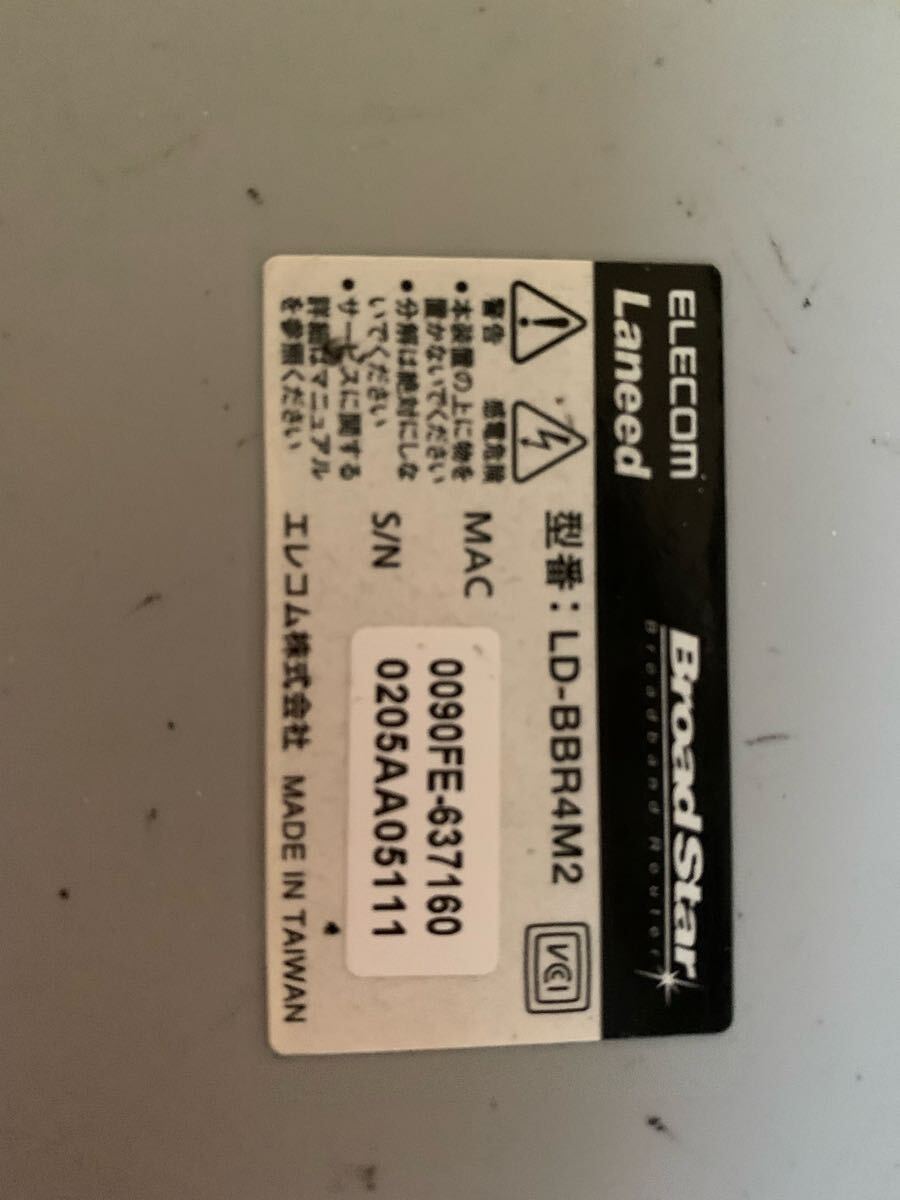 ELECOM
Laneed
BroadStar
Broadband Router
警告
感電危険
•本装置の上に物を
置かないでください
•分解は絶対にしな
いでください
•サービスに関する
詳細はマニュアル
を参照ください
型番：LD-BBR4M2
VCCI
MAC
0090FE-637160
S/N
0205AA05111
エレコム株式会社 MADE IN TAIWAN